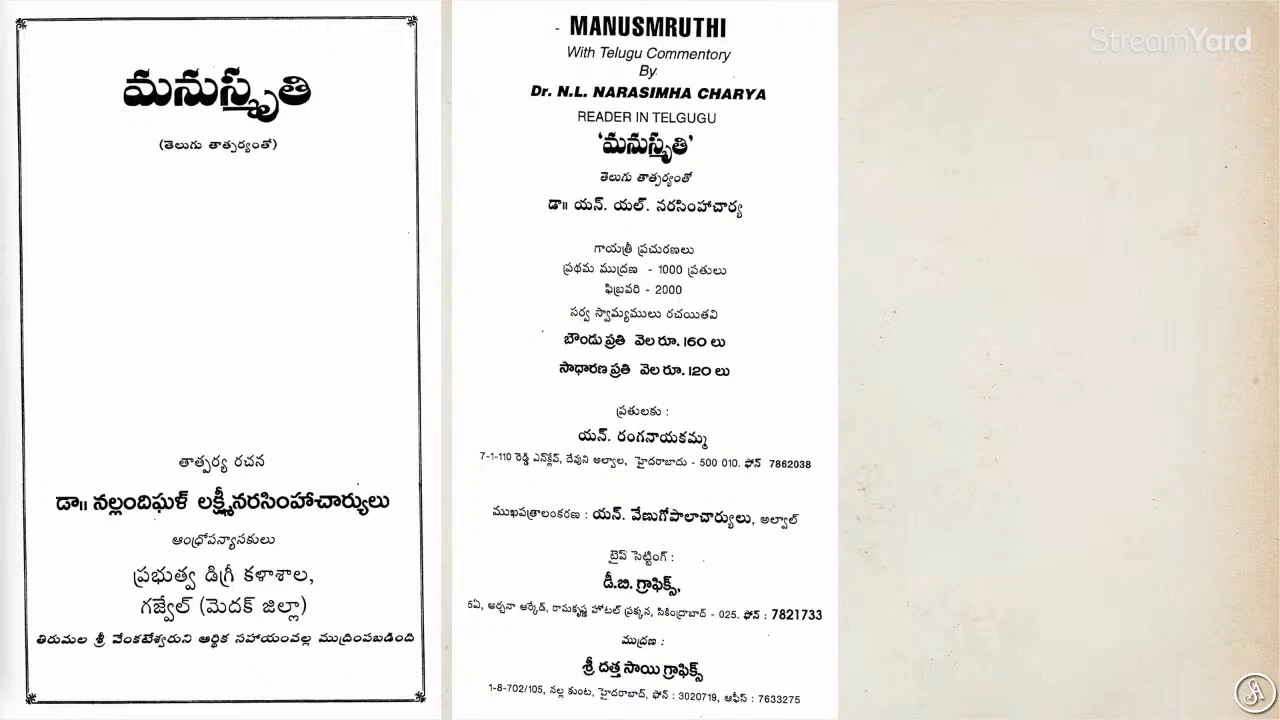 మనుస్మృతి
(తెలుగు తాత్పర్యంతో)
తాత్పర్య రచన
డా॥ నల్లందిఘళ్ లక్ష్మీనరసింహాచార్యులు
ఆంధ్రోపన్యాసకులు
ప్రభుత్వ డిగ్రీ కళాశాల,
గజ్వేల్ (మెదక్ జిల్లా)
తిరుమల శ్రీ వేంకటేశ్వరుని ఆర్థిక సహాయంవల్ల ముద్రింపబడింది
MANUSMRUTHI
With Telugu Commentory
By
Dr. N.L. NARASIMHA CHARYA
READER IN TELGUGU
'మనుస్మృతి'
తెలుగు తాత్పర్యంతో
డా॥ యన్. యల్. నరసింహాచార్య
గాయత్రీ ప్రచురణలు
ప్రథమ ముద్రణ - 1000 ప్రతులు
ఫిబ్రవరి - 2000
సర్వ స్వామ్యములు రచయితవి
బౌండు ప్రతి వెల రూ. 160 లు
సాధారణ ప్రతి వెల రూ. 120 లు
ప్రతులకు :
యన్. రంగనాయకమ్మ
7-1-110 రెడ్డి ఎన్‌క్లేవ్, దేవుని అల్వాల, హైదరాబాదు - 500 010. ఫోన్ 7862038
ముఖపత్రాలంకరణ : యన్. వేణుగోపాలాచార్యులు, అల్వాల్
టైప్ సెట్టింగ్ :
డీ.బి. గ్రాఫిక్స్,
5ఏ, అర్చనా ఆర్కేడ్, రామకృష్ణ హోటల్ ప్రక్కన, సికింద్రాబాద్ - 025. ఫోన్ : 7821733
ముద్రణ :
శ్రీ దత్త సాయి గ్రాఫిక్స్
1-8-702/105, నల్ల కుంట, హైదరాబాద్, ఫోన్ : 3020719, ఆఫీస్ : 7633275
StreamYard